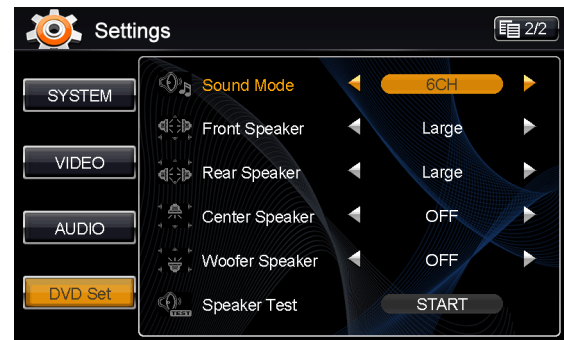 Settings
2/2
SYSTEM
VIDEO
AUDIO
DVD Set
Sound Mode 6CH
Front Speaker Large
Rear Speaker Large
Center Speaker OFF
Woofer Speaker OFF
TEST Speaker Test START